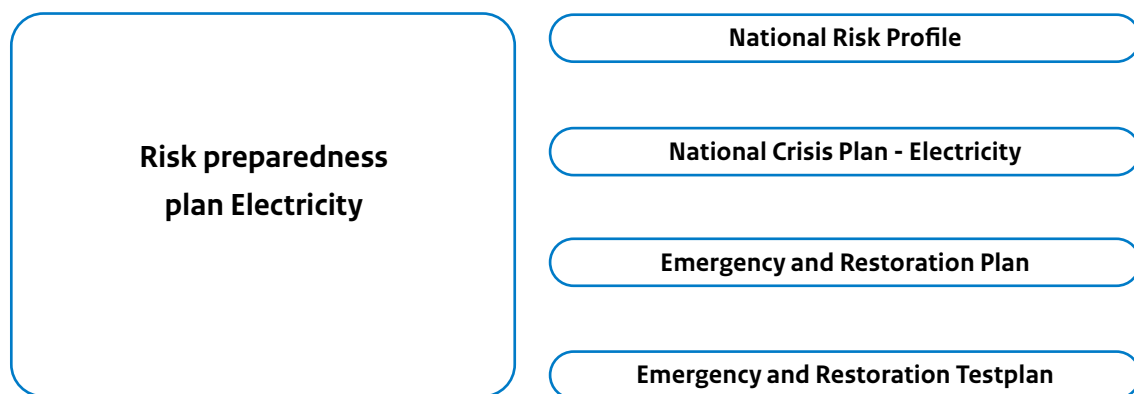 Risk preparedness
plan Electricity
National Risk Profile
National Crisis Plan - Electricity
Emergency and Restoration Plan
Emergency and Restoration Testplan